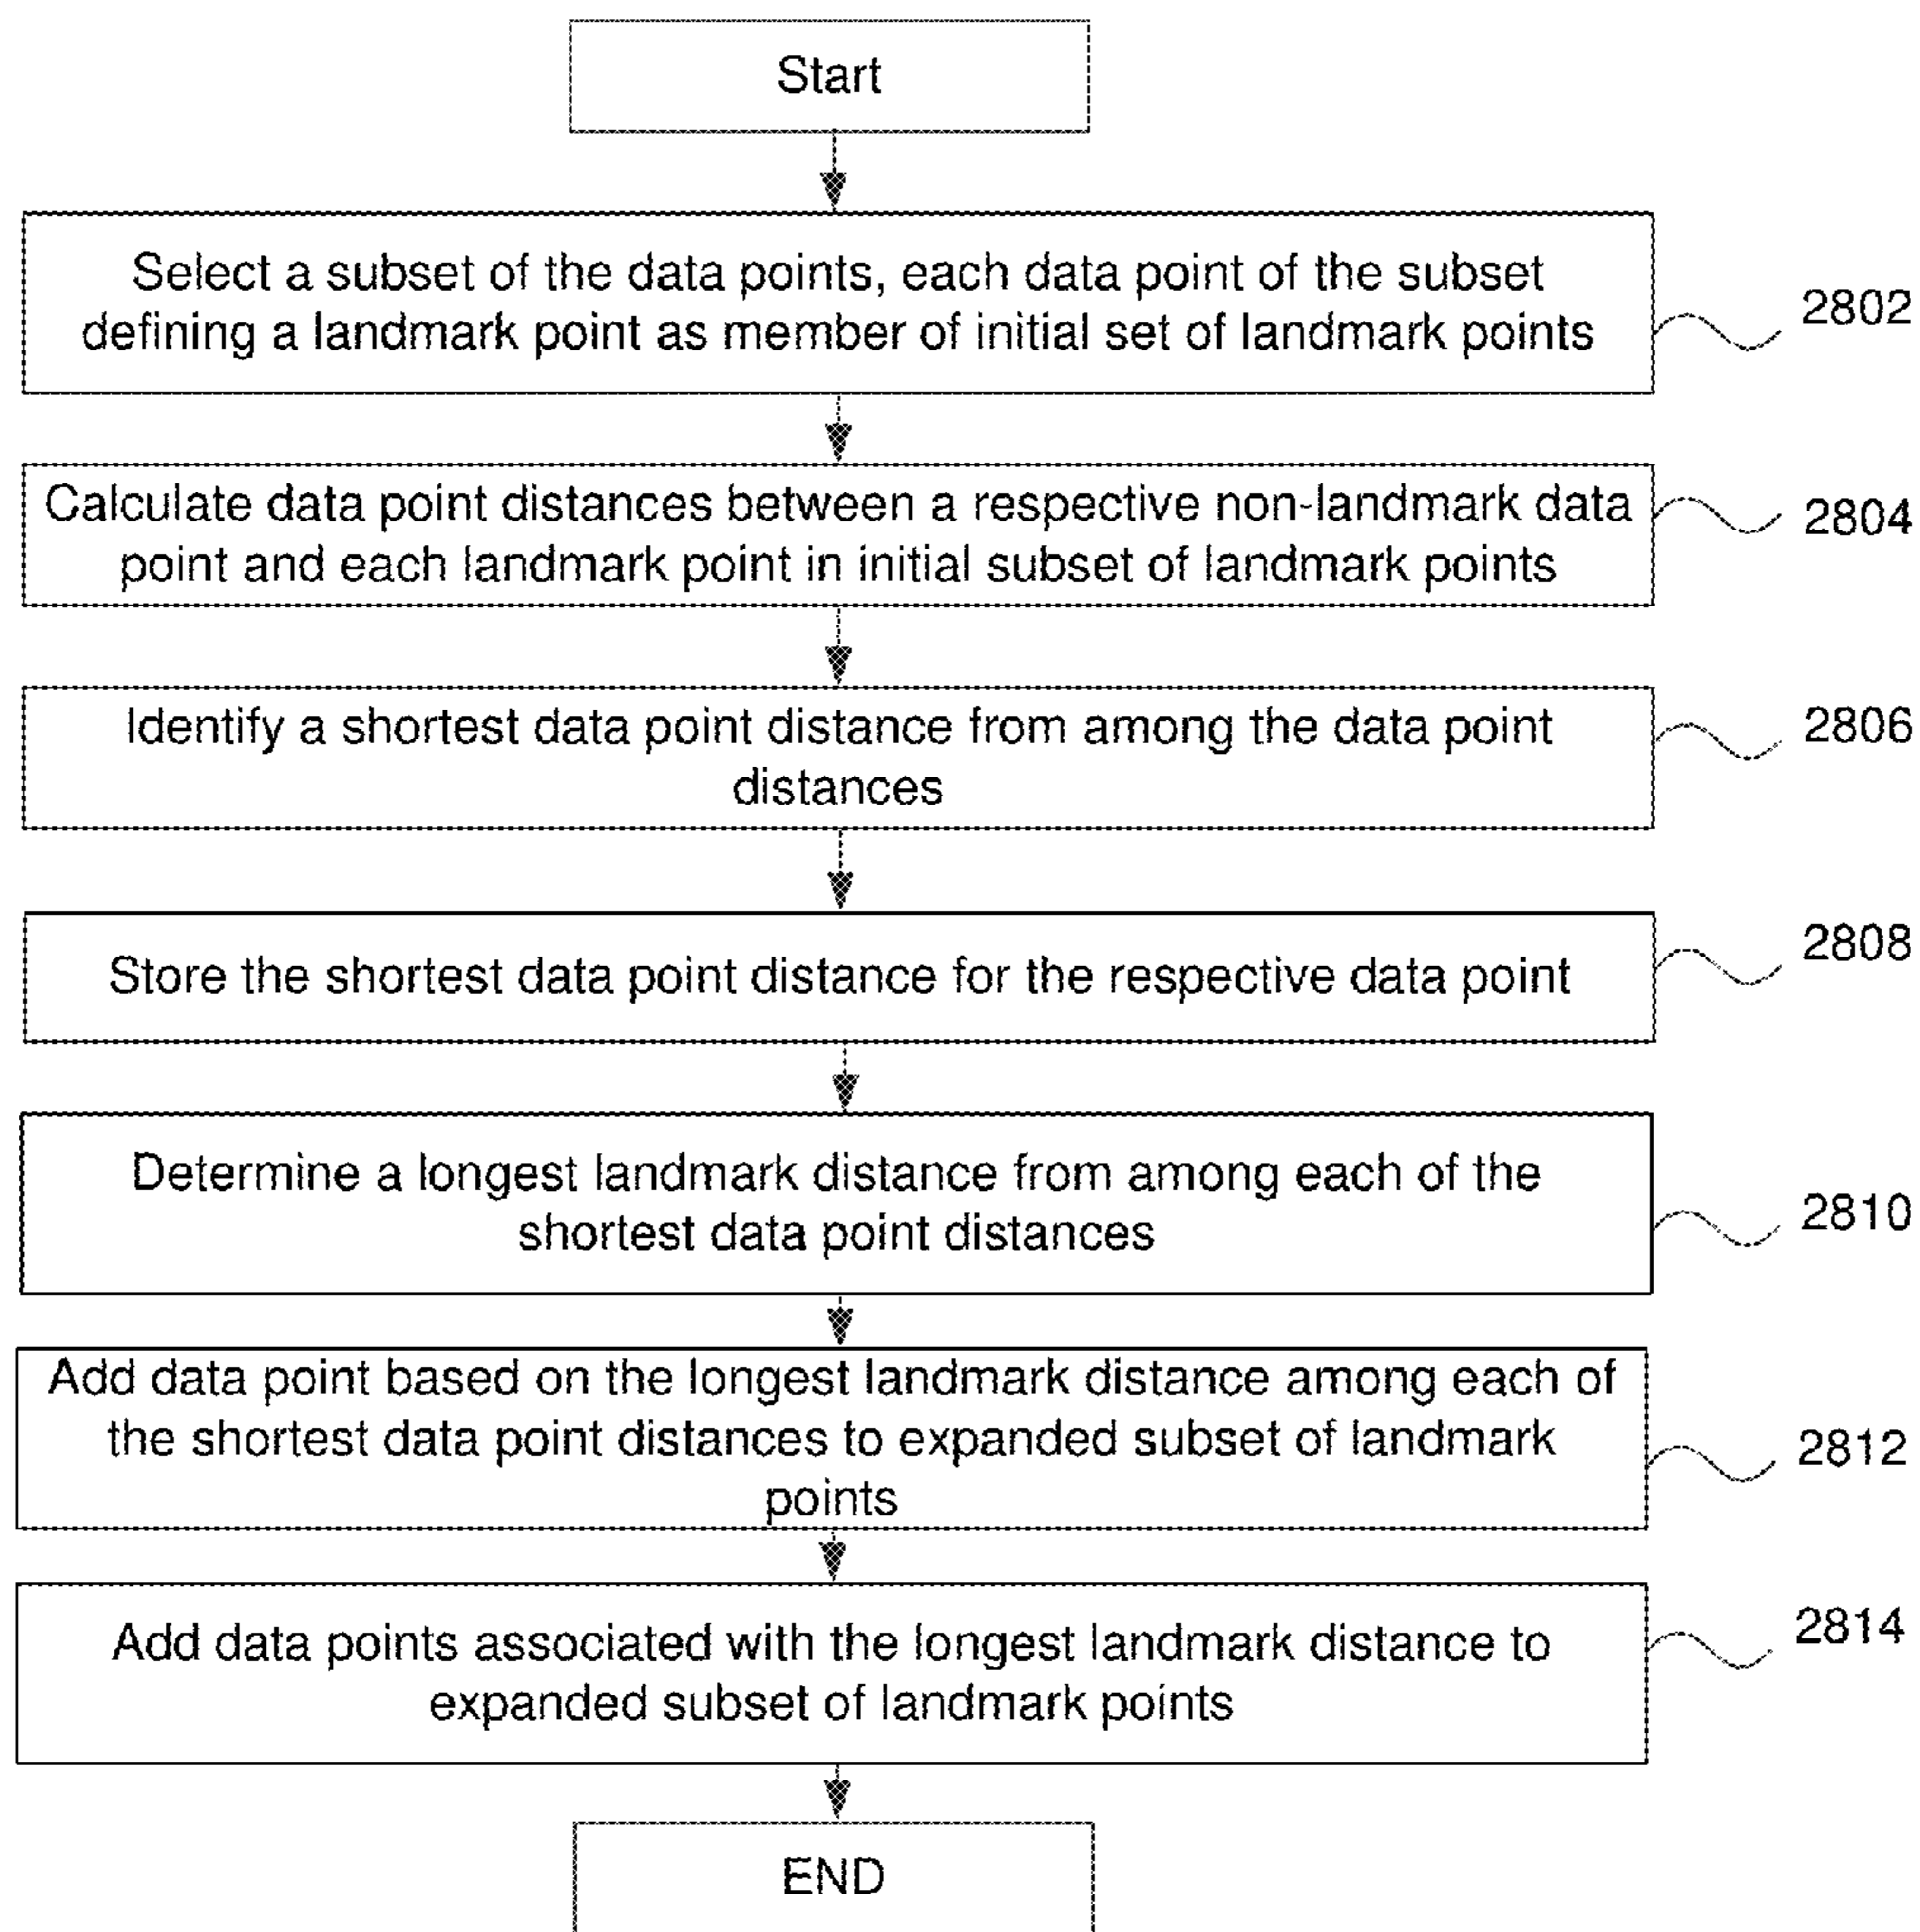 Start
Select a subset of the data points, each data point of the subset
defining a landmark point as member of initial set of landmark points
2802
Calculate data point distances between a respective non-landmark data
point and each landmark point in initial subset of landmark points
2804
Identify a shortest data point distance from among the data point
distances
2806
Store the shortest data point distance for the respective data point
2808
Determine a longest landmark distance from among each of the
shortest data point distances
2810
Add data point based on the longest landmark distance among each of
the shortest data point distances to expanded subset of landmark
points
2812
Add data points associated with the longest landmark distance to
expanded subset of landmark points
2814
END